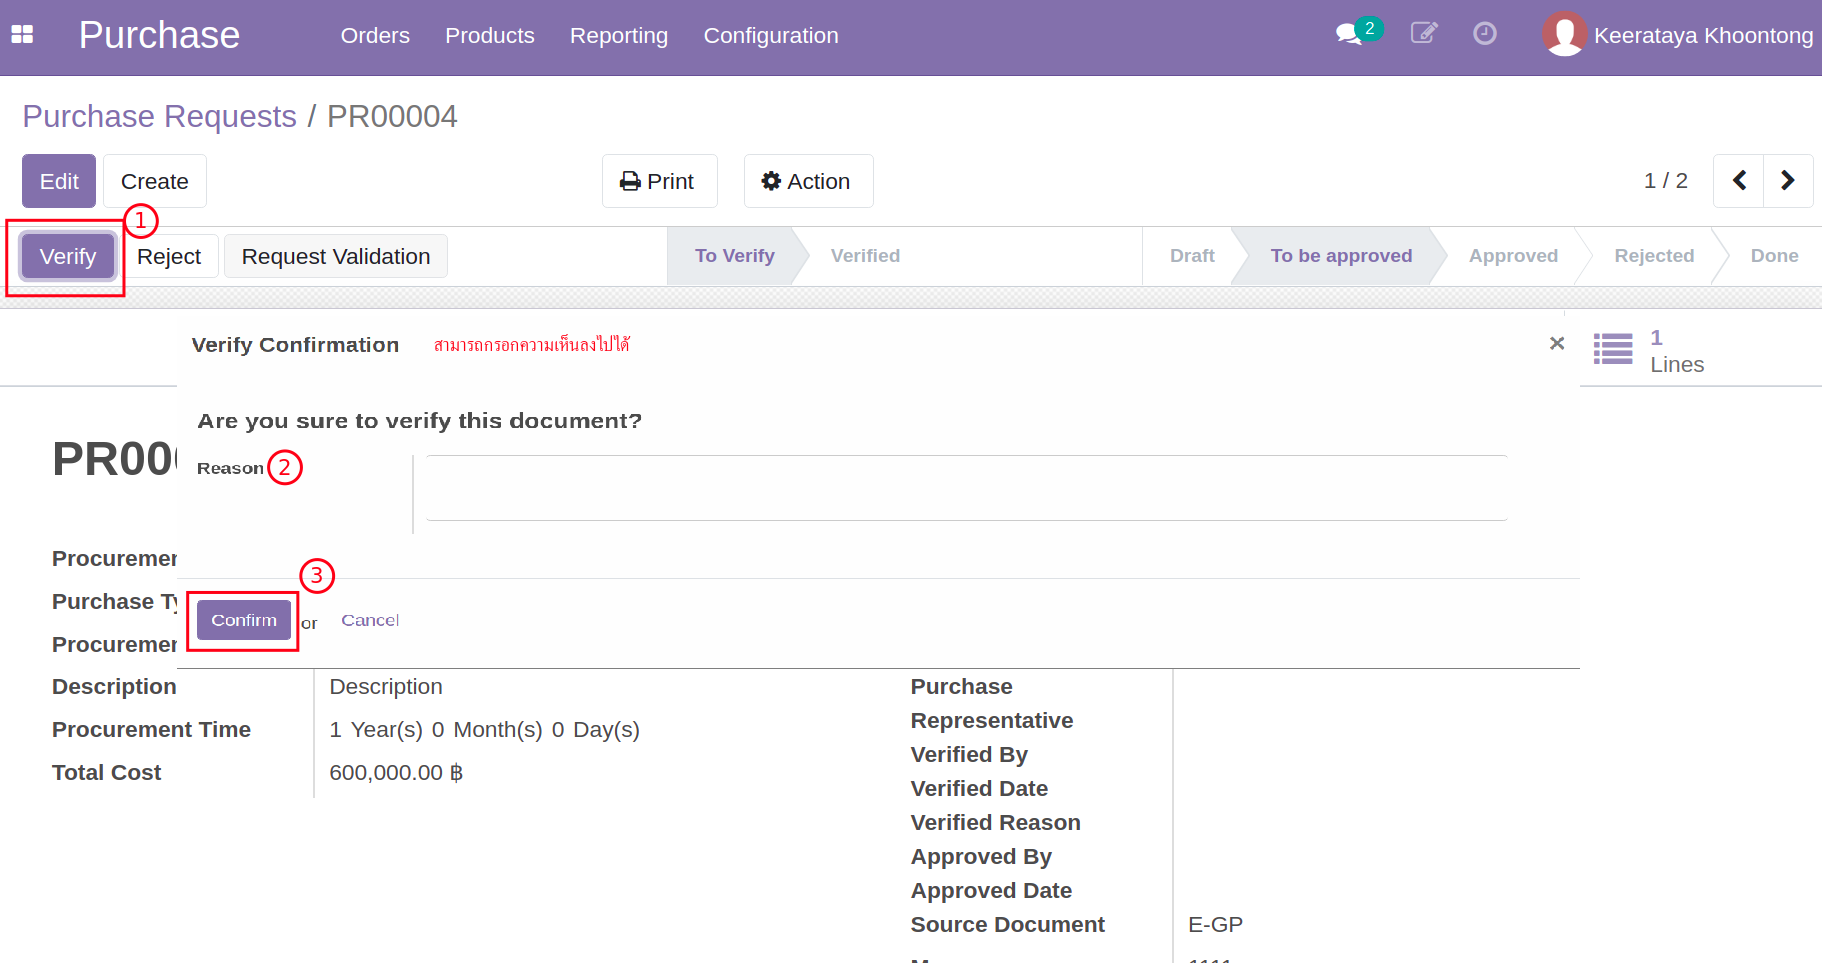 Purchase Orders Products Reporting Configuration 2 Keerataya Khoontong
Purchase Requests / PR00004
Edit Create Print Action 1 / 2
1
Verify Reject Request Validation To Verify Verified Draft To be approved Approved Rejected Done
Verify Confirmation สามารถกรอกความเห็นลงไปได้ ×
1
Lines
Are you sure to verify this document?
PR000
Reason 2
Procuremen
3
Purchase Ty
Confirm or Cancel
Procuremen
Description Description
Procurement Time 1 Year(s) 0 Month(s) 0 Day(s)
Total Cost 600,000.00 ฿
Purchase
Representative
Verified By
Verified Date
Verified Reason
Approved By
Approved Date
Source Document E-GP